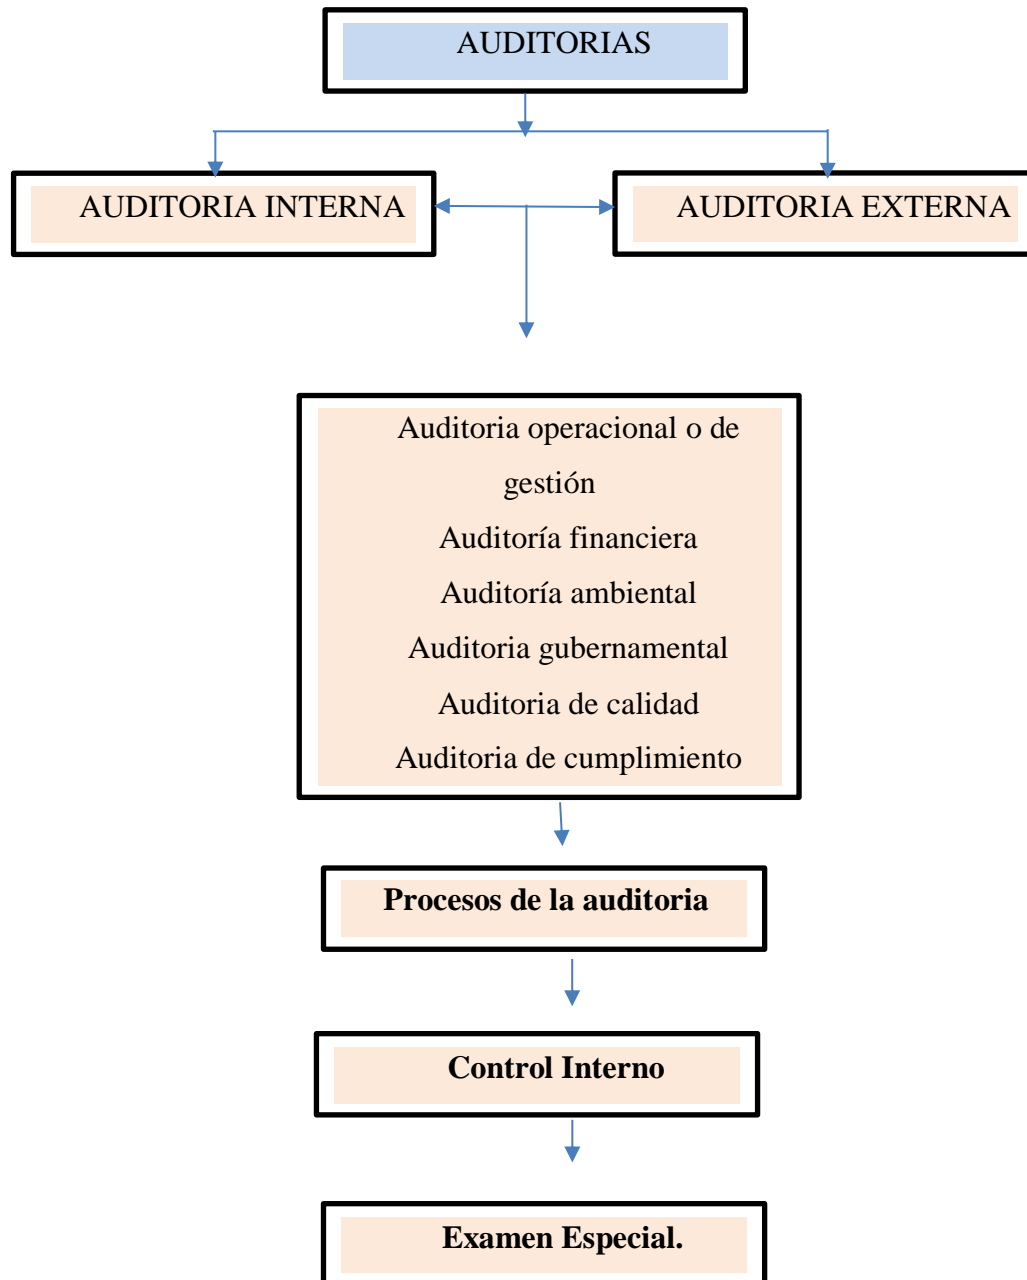 AUDITORIAS
AUDITORIA INTERNA
AUDITORIA EXTERNA
Auditoria operacional o de
gestión
Auditoría financiera
Auditoría ambiental
Auditoria gubernamental
Auditoria de calidad
Auditoria de cumplimiento
Procesos de la auditoria
Control Interno
Examen Especial.